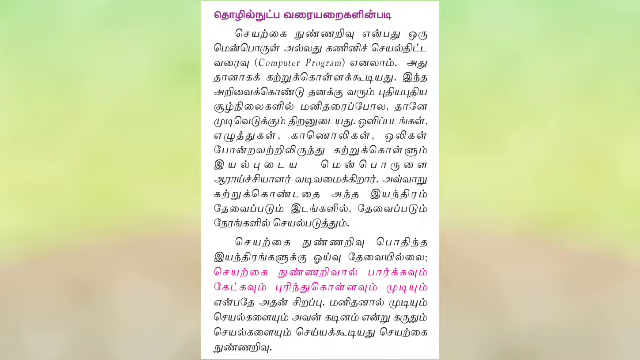 தொழில்நுட்ப வரையறைகளின்படி
செயற்கை நுண்ணறிவு என்பது ஒரு
மென்பொருள் அல்லது கணினிச் செயல்திட்ட
வரைவு (Computer Program) எனலாம். அது
தானாகக் கற்றுக்கொள்ளக்கூடியது. இந்த
அறிவைக்கொண்டு தனக்கு வரும் புதியபுதிய
சூழ்நிலைகளில் மனிதரைப்போல, தானே
முடிவெடுக்கும் திறனுடையது. ஒளிப்படங்கள்,
எழுத்துகள், காணொலிகள், ஒலிகள்
போன்றவற்றிலிருந்து கற்றுக்கொள்ளும்
இயல்புடைய மென்பொருளை
ஆராய்ச்சியாளர் வடிவமைக்கிறார். அவ்வாறு
கற்றுக்கொண்டதை அந்த இயந்திரம்
தேவைப்படும் இடங்களில், தேவைப்படும்
நேரங்களில் செயல்படுத்தும்.
செயற்கை நுண்ணறிவு பொதிந்த
இயந்திரங்களுக்கு ஓய்வு தேவையில்லை;
செயற்கை நுண்ணறிவால் பார்க்கவும்
கேட்கவும் புரிந்துகொள்ளவும் முடியும்
என்பதே அதன் சிறப்பு. மனிதனால் முடியும்
செயல்களையும் அவன் கடினம் என்று கருதும்
செயல்களையும் செய்யக்கூடியது செயற்கை
நுண்ணறிவு.